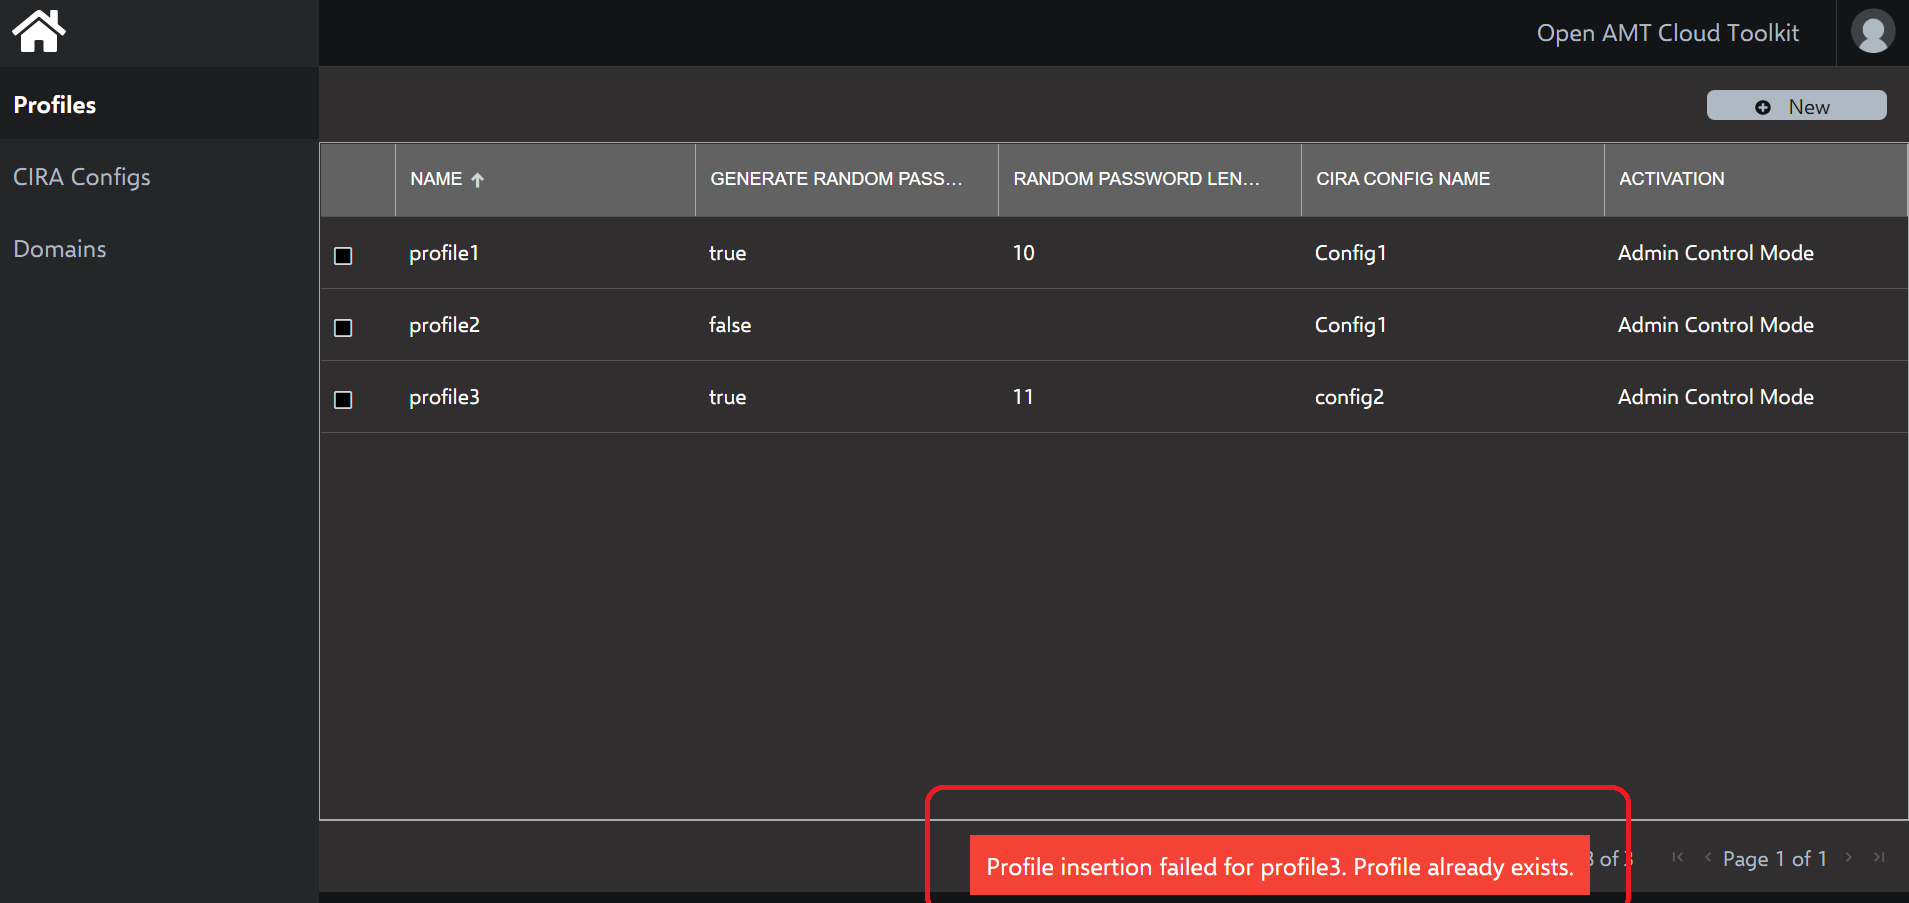 Open AMT Cloud Toolkit
Profiles
New
CIRA Configs
Domains
NAME GENERATE RANDOM PASS... RANDOM PASSWORD LEN... CIRA CONFIG NAME ACTIVATION
profile1 true 10 Config1 Admin Control Mode
profile2 false Config1 Admin Control Mode
profile3 true 11 config2 Admin Control Mode
Profile insertion failed for profile3. Profile already exists.
3 of 3 Page 1 of 1